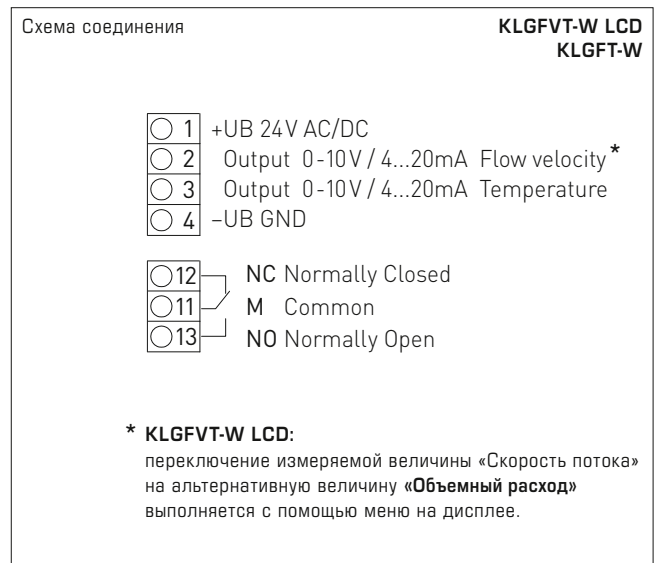 Схема соединения KLGFVT-W LCD
KLGFT-W
1 +UB 24V AC/DC
2 Output 0-10V / 4...20mA Flow velocity*
3 Output 0-10V / 4...20mA Temperature
4 –UB GND
12 NC Normally Closed
11 M Common
13 NO Normally Open
* KLGFVT-W LCD:
переключение измеряемой величины «Скорость потока»
на альтернативную величину «Объемный расход»
выполняется с помощью меню на дисплее.